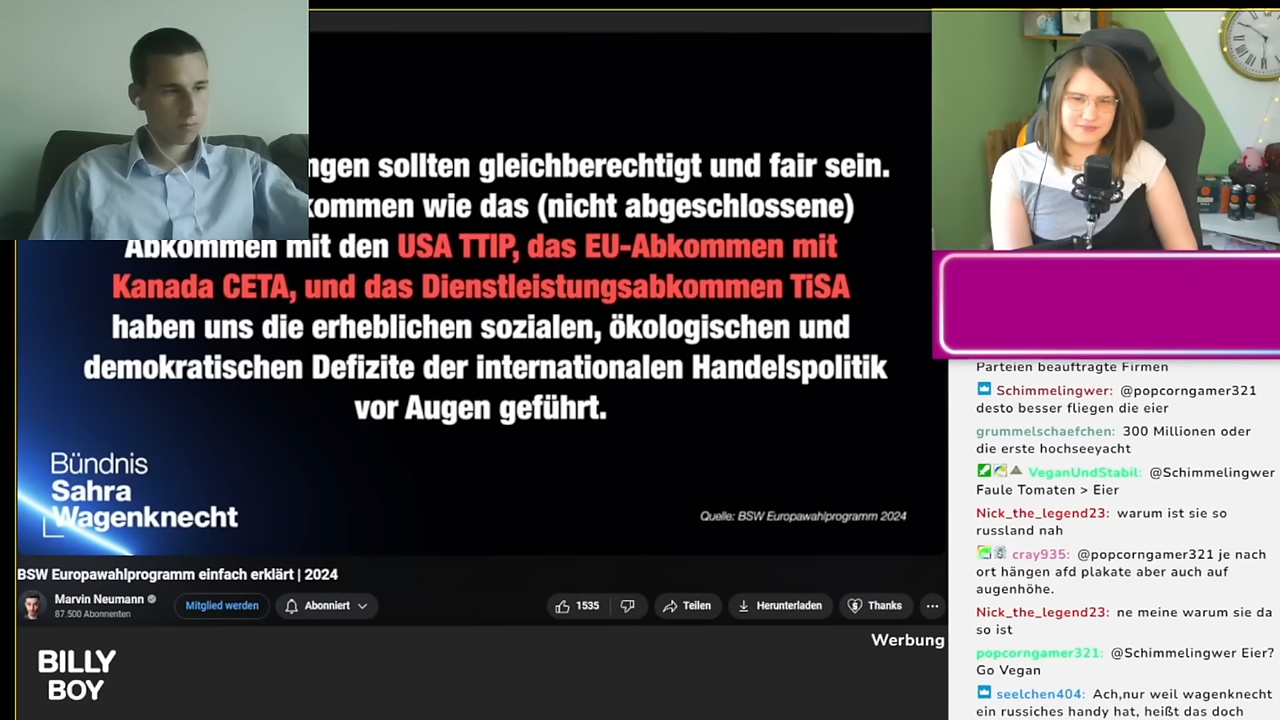 ngen sollten gleichberechtigt und fair sein.
kommen wie das (nicht abgeschlossene)
Abkommen mit den USA TTIP, das EU-Abkommen mit
Kanada CETA, und das Dienstleistungsabkommen TiSA
haben uns die erheblichen sozialen, ökologischen und
demokratischen Defizite der internationalen Handelspolitik
vor Augen geführt.
Bündnis
Sahra
Wagenknecht
Quelle: BSW Europawahlprogramm 2024
BSW Europawahlprogramm einfach erklärt | 2024
Marvin Neumann
87.500 Abonnenten
Mitglied werden
Abonniert
1535
Teilen
Herunterladen
Thanks
Werbung
BILLY
BOY
Parteien beauftragte Firmen
Schimmelingwer: @popcorngamer321
desto besser fliegen die eier
grummelschaefchen: 300 Millionen oder
die erste hochseeyacht
VeganUndStabil: @Schimmelingwer
Faule Tomaten > Eier
Nick_the_legend23: warum ist sie so
russland nah
cray935: @popcorngamer321 je nach
ort hängen afd plakate aber auch auf
augenhöhe.
Nick_the_legend23: ne meine warum sie da
so ist
popcorngamer321: @Schimmelingwer Eier?
Go Vegan
seelchen404: Ach,nur weil wagenknecht
ein russiches handy hat, heißt das doch